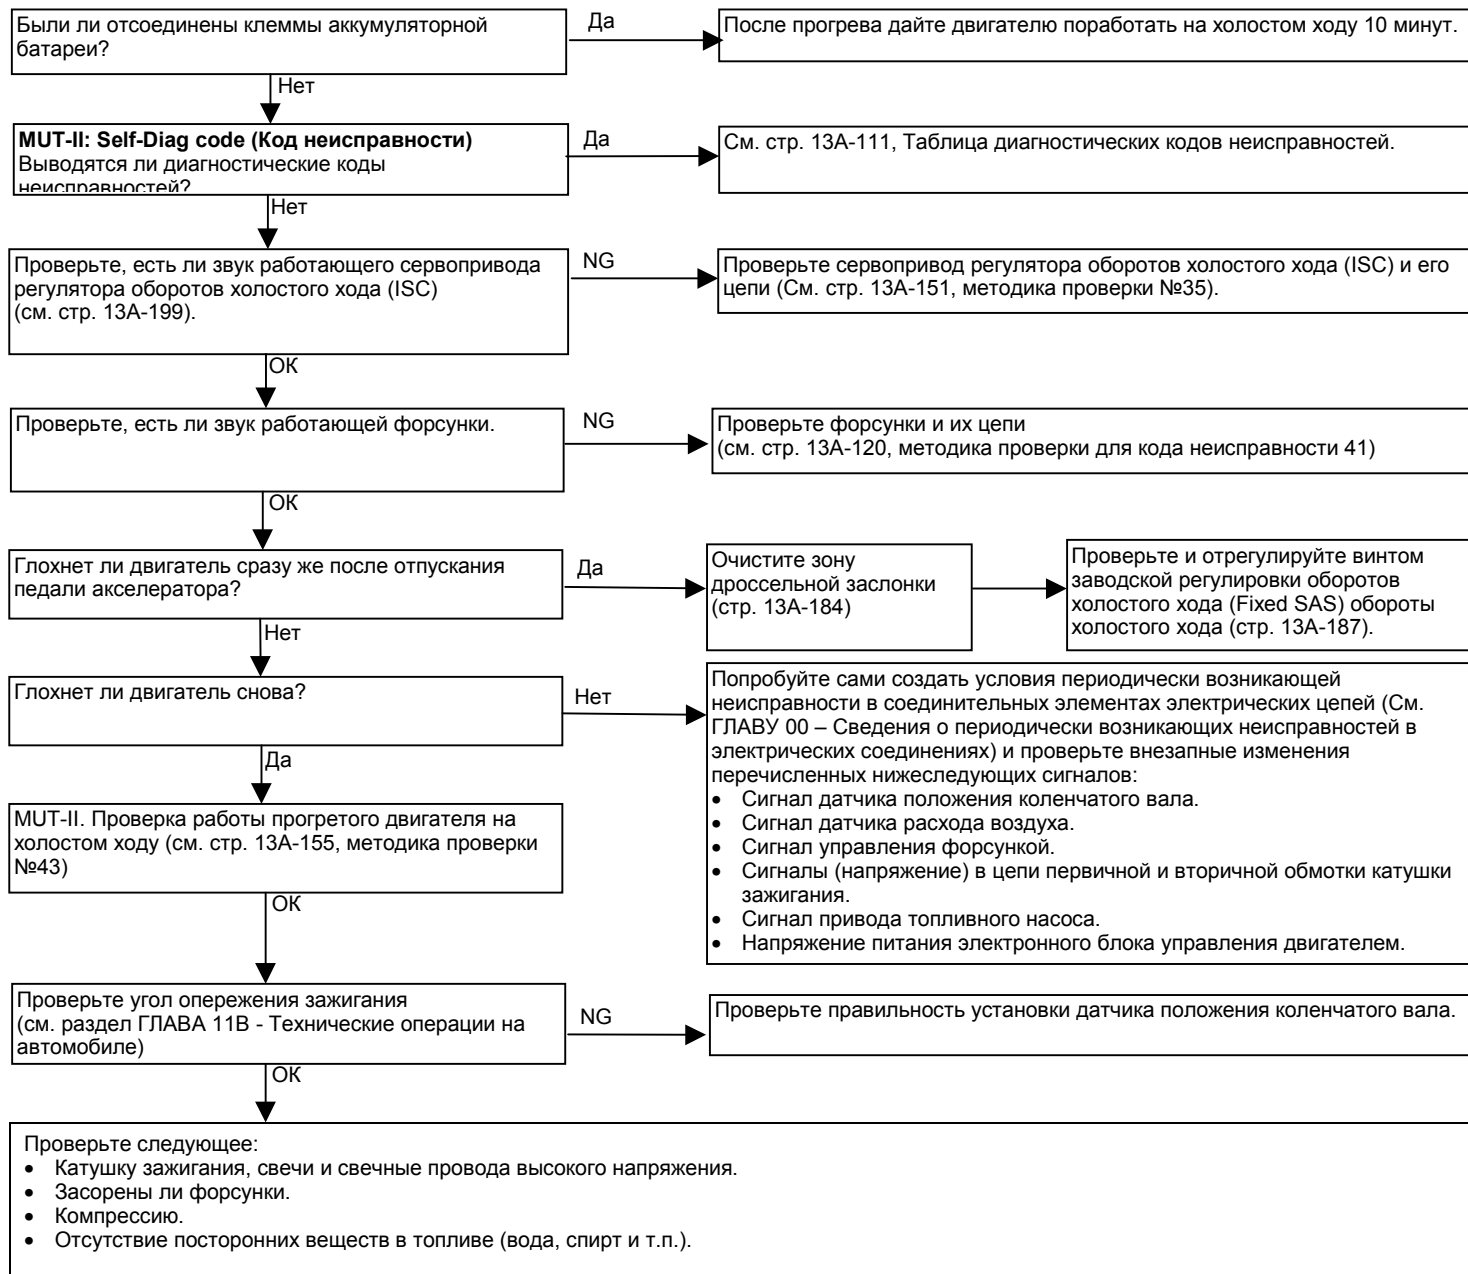 Были ли отсоединены клеммы аккумуляторной
батареи?
Да
После прогрева дайте двигателю поработать на холостом ходу 10 минут.
Нет
MUT-II: Self-Diag code (Код неисправности)
Выводятся ли диагностические коды
неисправностей?
Да
См. стр. 13А-111, Таблица диагностических кодов неисправностей.
Нет
Проверьте, есть ли звук работающего сервопривода
регулятора оборотов холостого хода (ISC)
(см. стр. 13А-199).
NG
Проверьте сервопривод регулятора оборотов холостого хода (ISC) и его
цепи (См. стр. 13А-151, методика проверки №35).
ОК
Проверьте, есть ли звук работающей форсунки.
NG
Проверьте форсунки и их цепи
(см. стр. 13А-120, методика проверки для кода неисправности 41)
ОК
Глохнет ли двигатель сразу же после отпускания
педали акселератора?
Да
Очистите зону
дроссельной заслонки
(стр. 13А-184)
Проверьте и отрегулируйте винтом
заводской регулировки оборотов
холостого хода (Fixed SAS) обороты
холостого хода (стр. 13А-187).
Нет
Глохнет ли двигатель снова?
Нет
Попробуйте сами создать условия периодически возникающей
неисправности в соединительных элементах электрических цепей (См.
ГЛАВУ 00 – Сведения о периодически возникающих неисправностей в
электрических соединениях) и проверьте внезапные изменения
перечисленных нижеследующих сигналов:
• Сигнал датчика положения коленчатого вала.
• Сигнал датчика расхода воздуха.
• Сигнал управления форсункой.
• Сигналы (напряжение) в цепи первичной и вторичной обмотки катушки
зажигания.
• Сигнал привода топливного насоса.
• Напряжение питания электронного блока управления двигателем.
Да
MUT-II. Проверка работы прогретого двигателя на
холостом ходу (см. стр. 13А-155, методика проверки
№43)
ОК
Проверьте угол опережения зажигания
(см. раздел ГЛАВА 11В - Технические операции на
автомобиле)
NG
Проверьте правильность установки датчика положения коленчатого вала.
ОК
Проверьте следующее:
• Катушку зажигания, свечи и свечные провода высокого напряжения.
• Засорены ли форсунки.
• Компрессию.
• Отсутствие посторонних веществ в топливе (вода, спирт и т.п.).